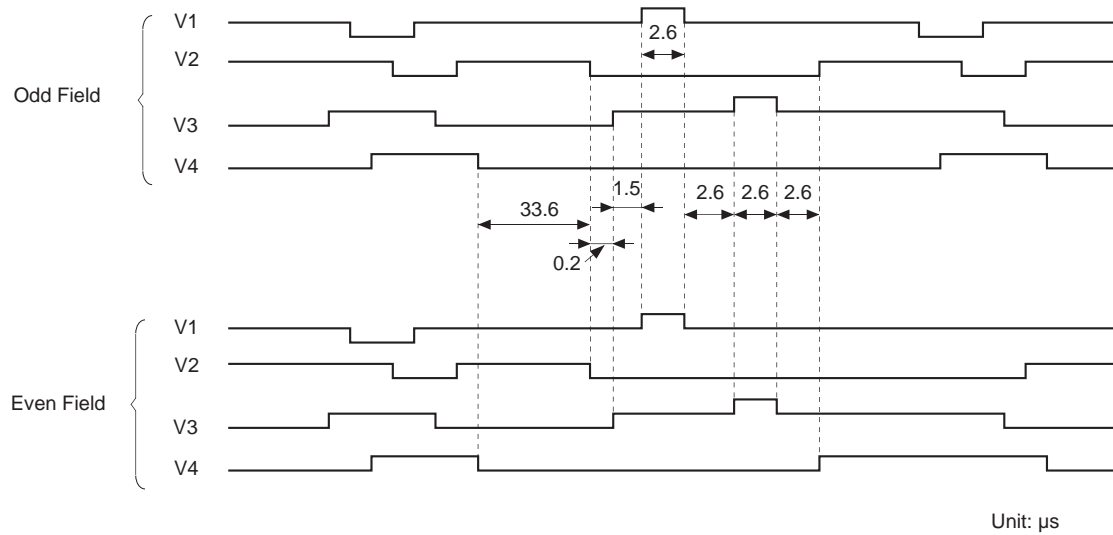 V1
2.6
V2
Odd Field
V3
V4
1.5
2.6 2.6 2.6
33.6
0.2
V1
V2
Even Field
V3
V4
Unit: μs